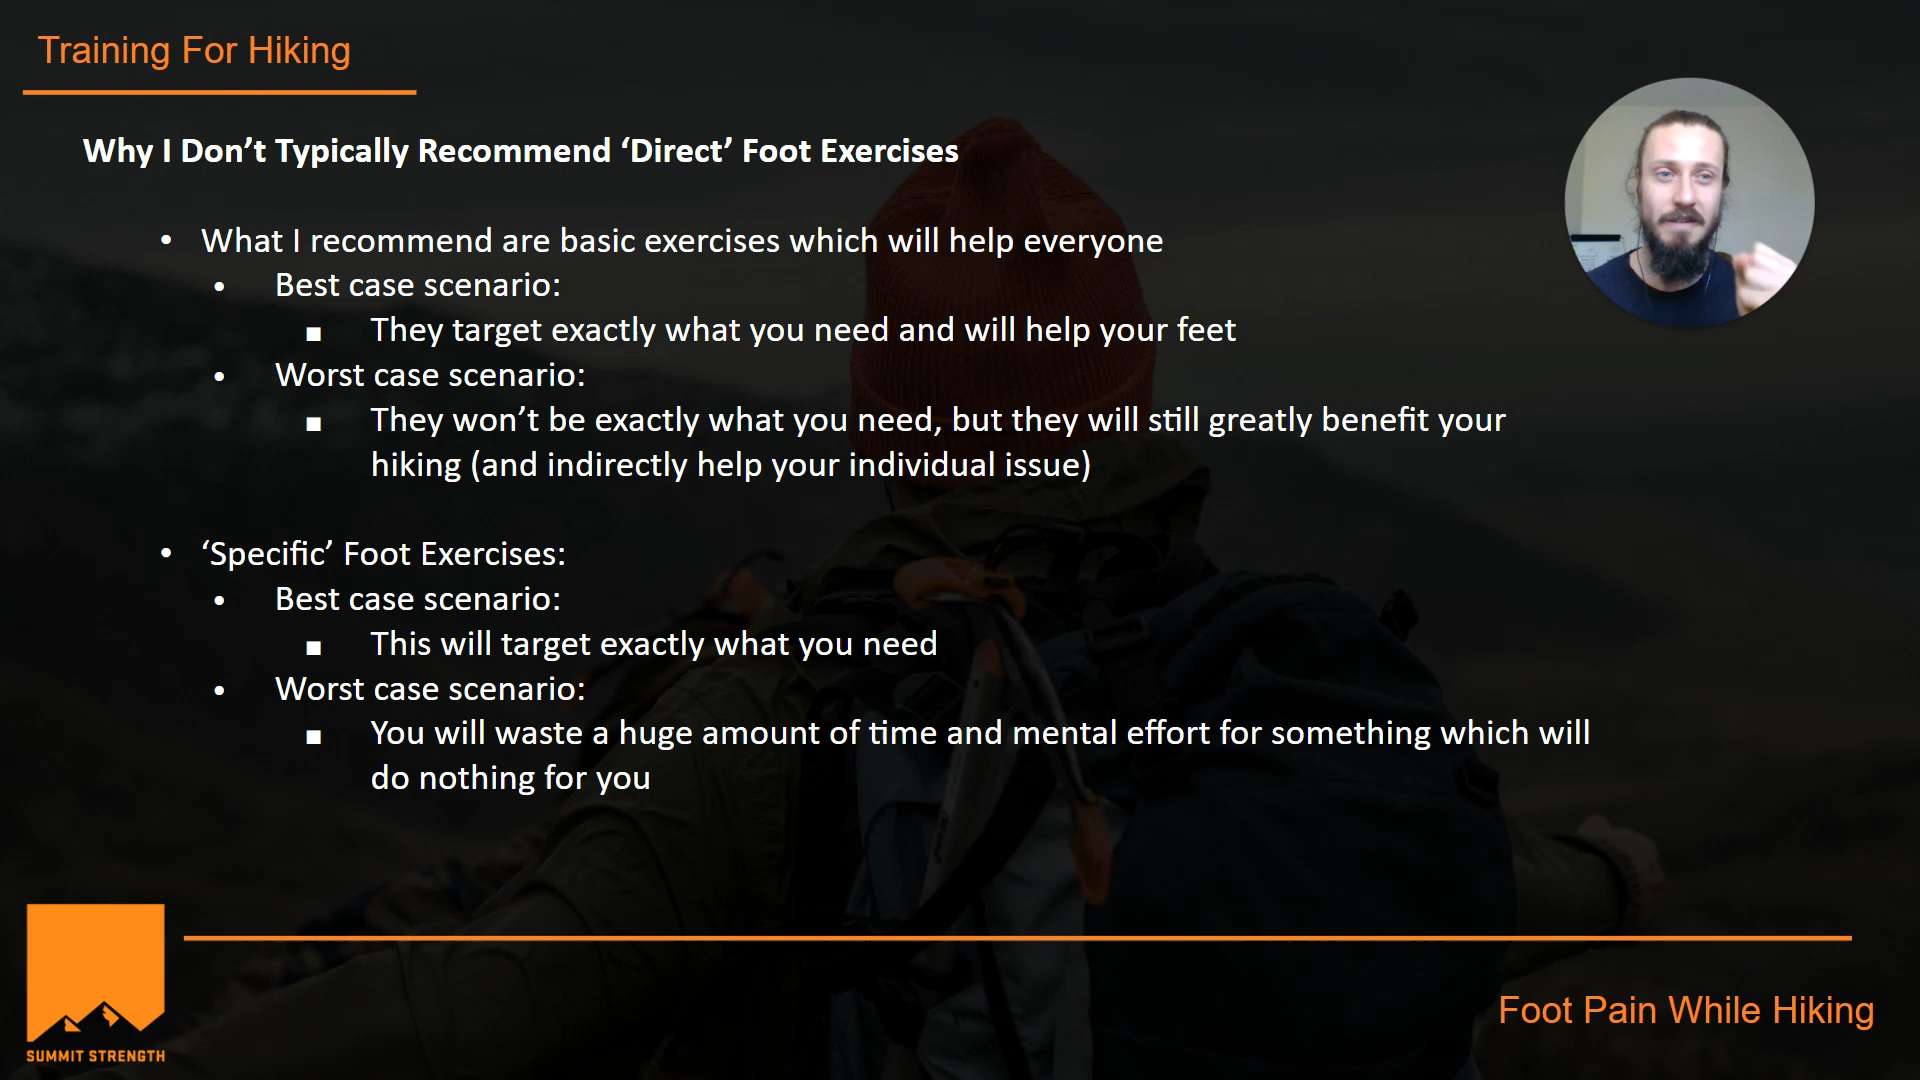 Training For Hiking
Why I Don’t Typically Recommend ‘Direct’ Foot Exercises
• What I recommend are basic exercises which will help everyone
• Best case scenario:
■ They target exactly what you need and will help your feet
• Worst case scenario:
■ They won’t be exactly what you need, but they will still greatly benefit your
hiking (and indirectly help your individual issue)
• ‘Specific’ Foot Exercises:
• Best case scenario:
■ This will target exactly what you need
• Worst case scenario:
■ You will waste a huge amount of time and mental effort for something which will
do nothing for you
SUMMIT STRENGTH
Foot Pain While Hiking